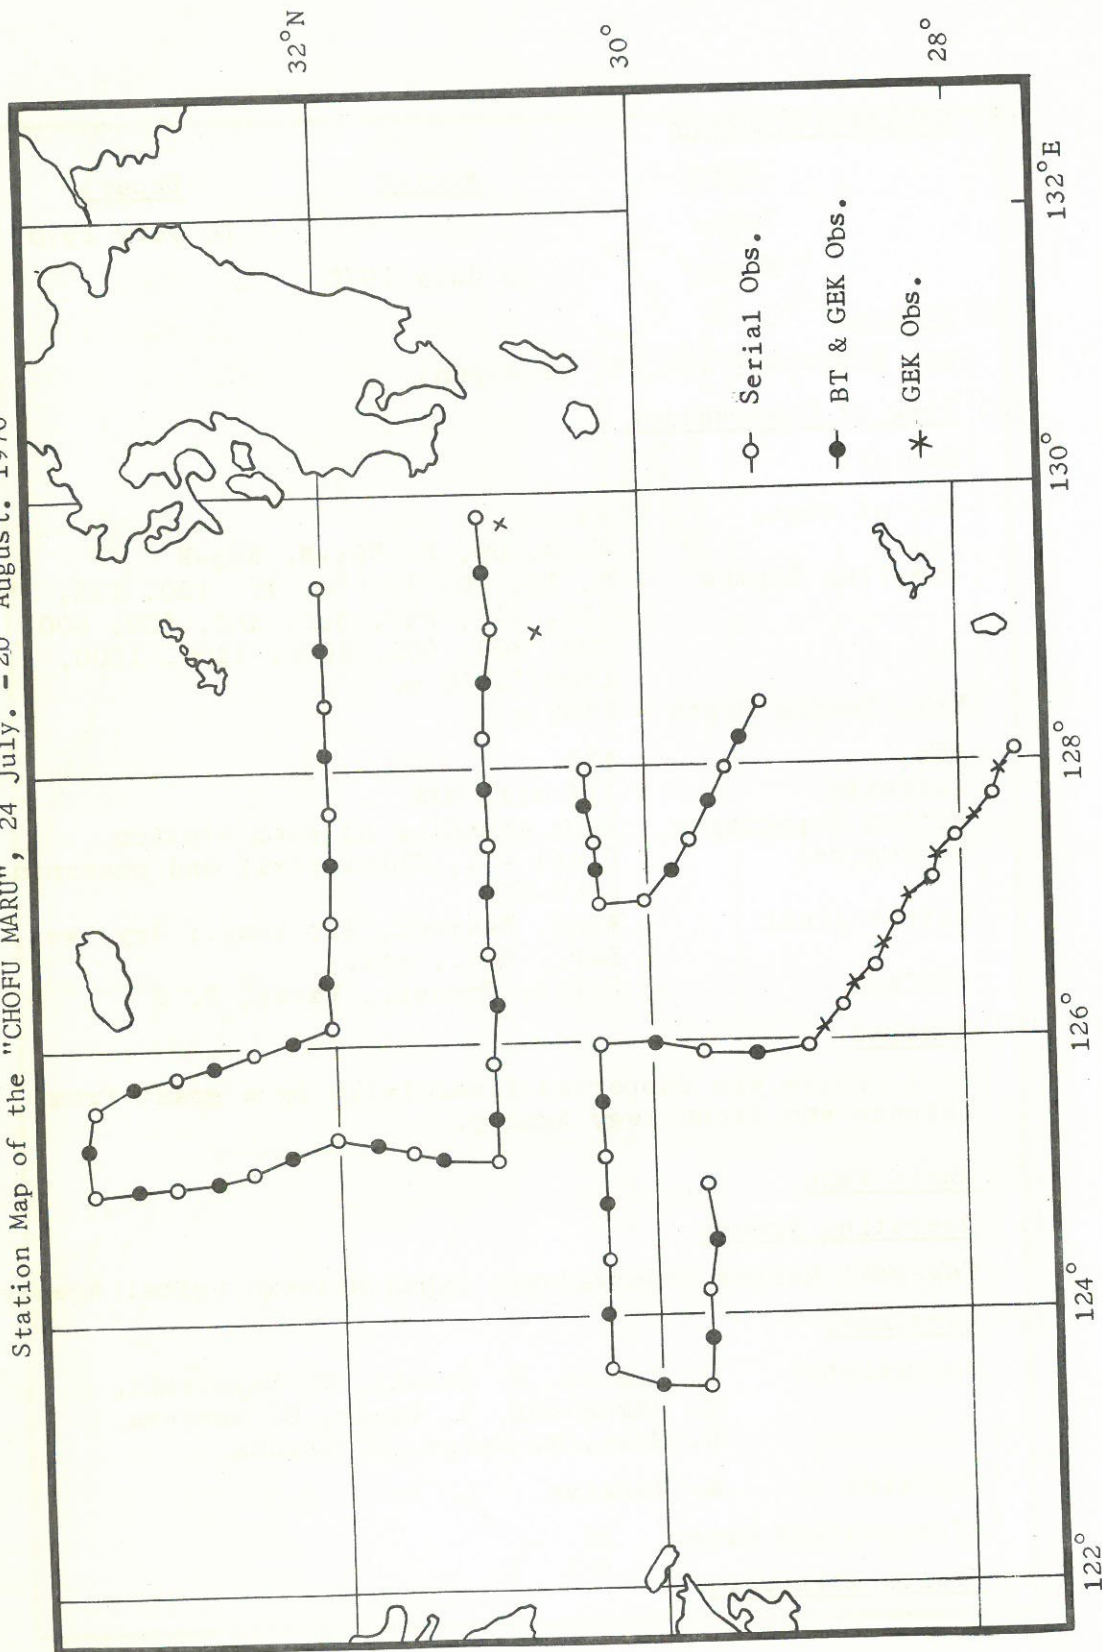 Station Map of the "CHOFU MARU", 24 July. - 20 August. 1970
32°N
30°
28°
Serial Obs.
BT & GEK Obs.
GEK Obs.
122°
124°
126°
128°
130°
132°E